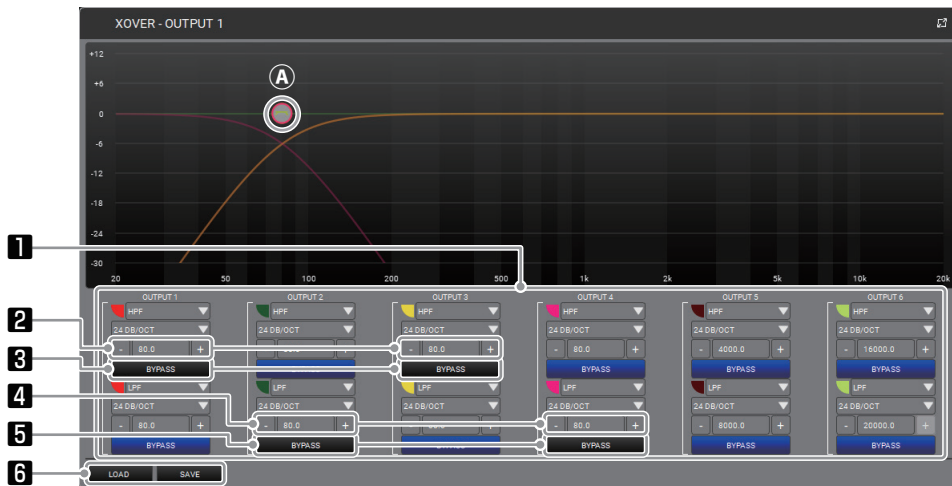 XOVER - OUTPUT 1
+12
+6
A
0
-6
-12
-18
-24
-30
20 50 100 200 500 1k 2k 5k 10k 20k
1
OUTPUT 1 OUTPUT 2 OUTPUT 3 OUTPUT 4 OUTPUT 5 OUTPUT 6
HPF HPF HPF HPF HPF HPF
24 DB/OCT 24 DB/OCT 24 DB/OCT 24 DB/OCT 24 DB/OCT 24 DB/OCT
2
- 80.0 + - + - 80.0 + - 80.0 + - 4000.0 + - 16000.0 +
3
BYPASS BYPASS BYPASS BYPASS BYPASS
LPF LPF LPF LPF LPF LPF
4
24 DB/OCT 24 DB/OCT 24 DB/OCT 24 DB/OCT 24 DB/OCT 24 DB/OCT
- 80.0 + - 80.0 + - + - 80.0 + - 8000.0 + - 20000.0 +
5
BYPASS BYPASS BYPASS BYPASS BYPASS
6
LOAD SAVE